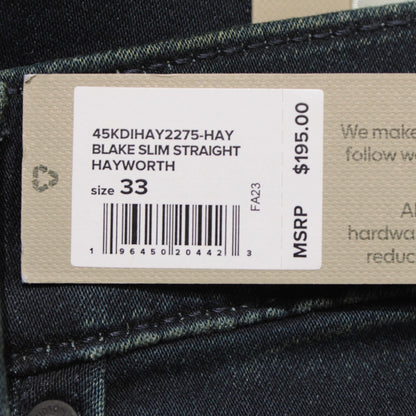 45KDIHAY2275-HAY
BLAKE SLIM STRAIGHT
HAYWORTH
size 33
1 96450 20442 3
FA23
MSRP $195.00
We make
follow we
hardwa
reduc